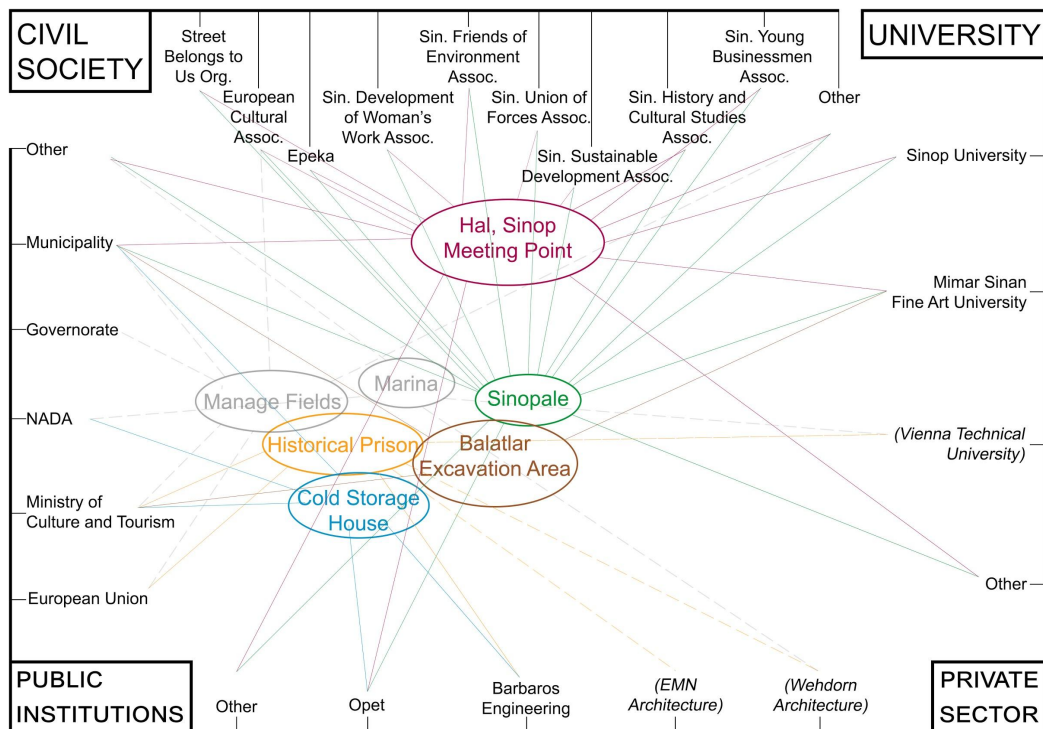 CIVIL
SOCIETY
UNIVERSITY
Street
Belongs to
Us Org.
European
Cultural
Assoc.
Epeka
Sin. Development
of Woman's
Work Assoc.
Sin. Friends of
Environment
Assoc.
Sin. Union of
Forces Assoc.
Sin. Sustainable
Development Assoc.
Sin. History and
Cultural Studies
Assoc.
Sin. Young
Businessmen
Assoc.
Other
Other
Municipality
Governorate
NADA
Ministry of
Culture and Tourism
European Union
Hal, Sinop
Meeting Point
Manage Fields
Marina
Sinopale
Historical Prison
Balatlar
Excavation Area
Cold Storage
House
Sinop University
Mimar Sinan
Fine Art University
(Vienna Technical
University)
Other
PUBLIC
INSTITUTIONS
Other
Opet
Barbaros
Engineering
(EMN
Architecture)
(Wehdorn
Architecture)
PRIVATE
SECTOR